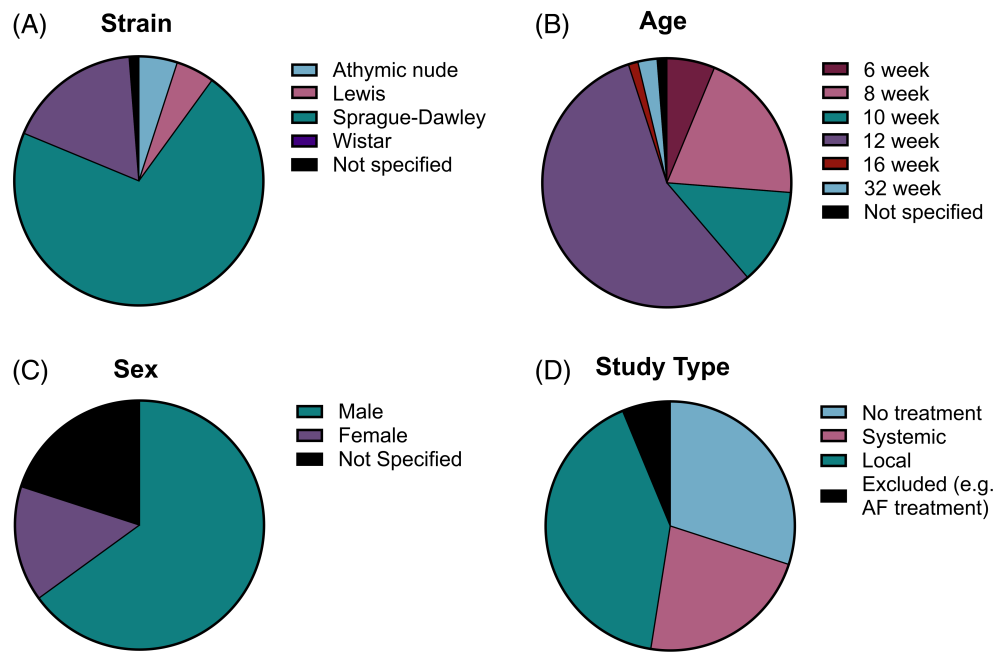 (A) Strain
Athymic nude
Lewis
Sprague-Dawley
Wistar
Not specified
(B) Age
6 week
8 week
10 week
12 week
16 week
32 week
Not specified
(C) Sex
Male
Female
Not Specified
(D) Study Type
No treatment
Systemic
Local
Excluded (e.g.
AF treatment)